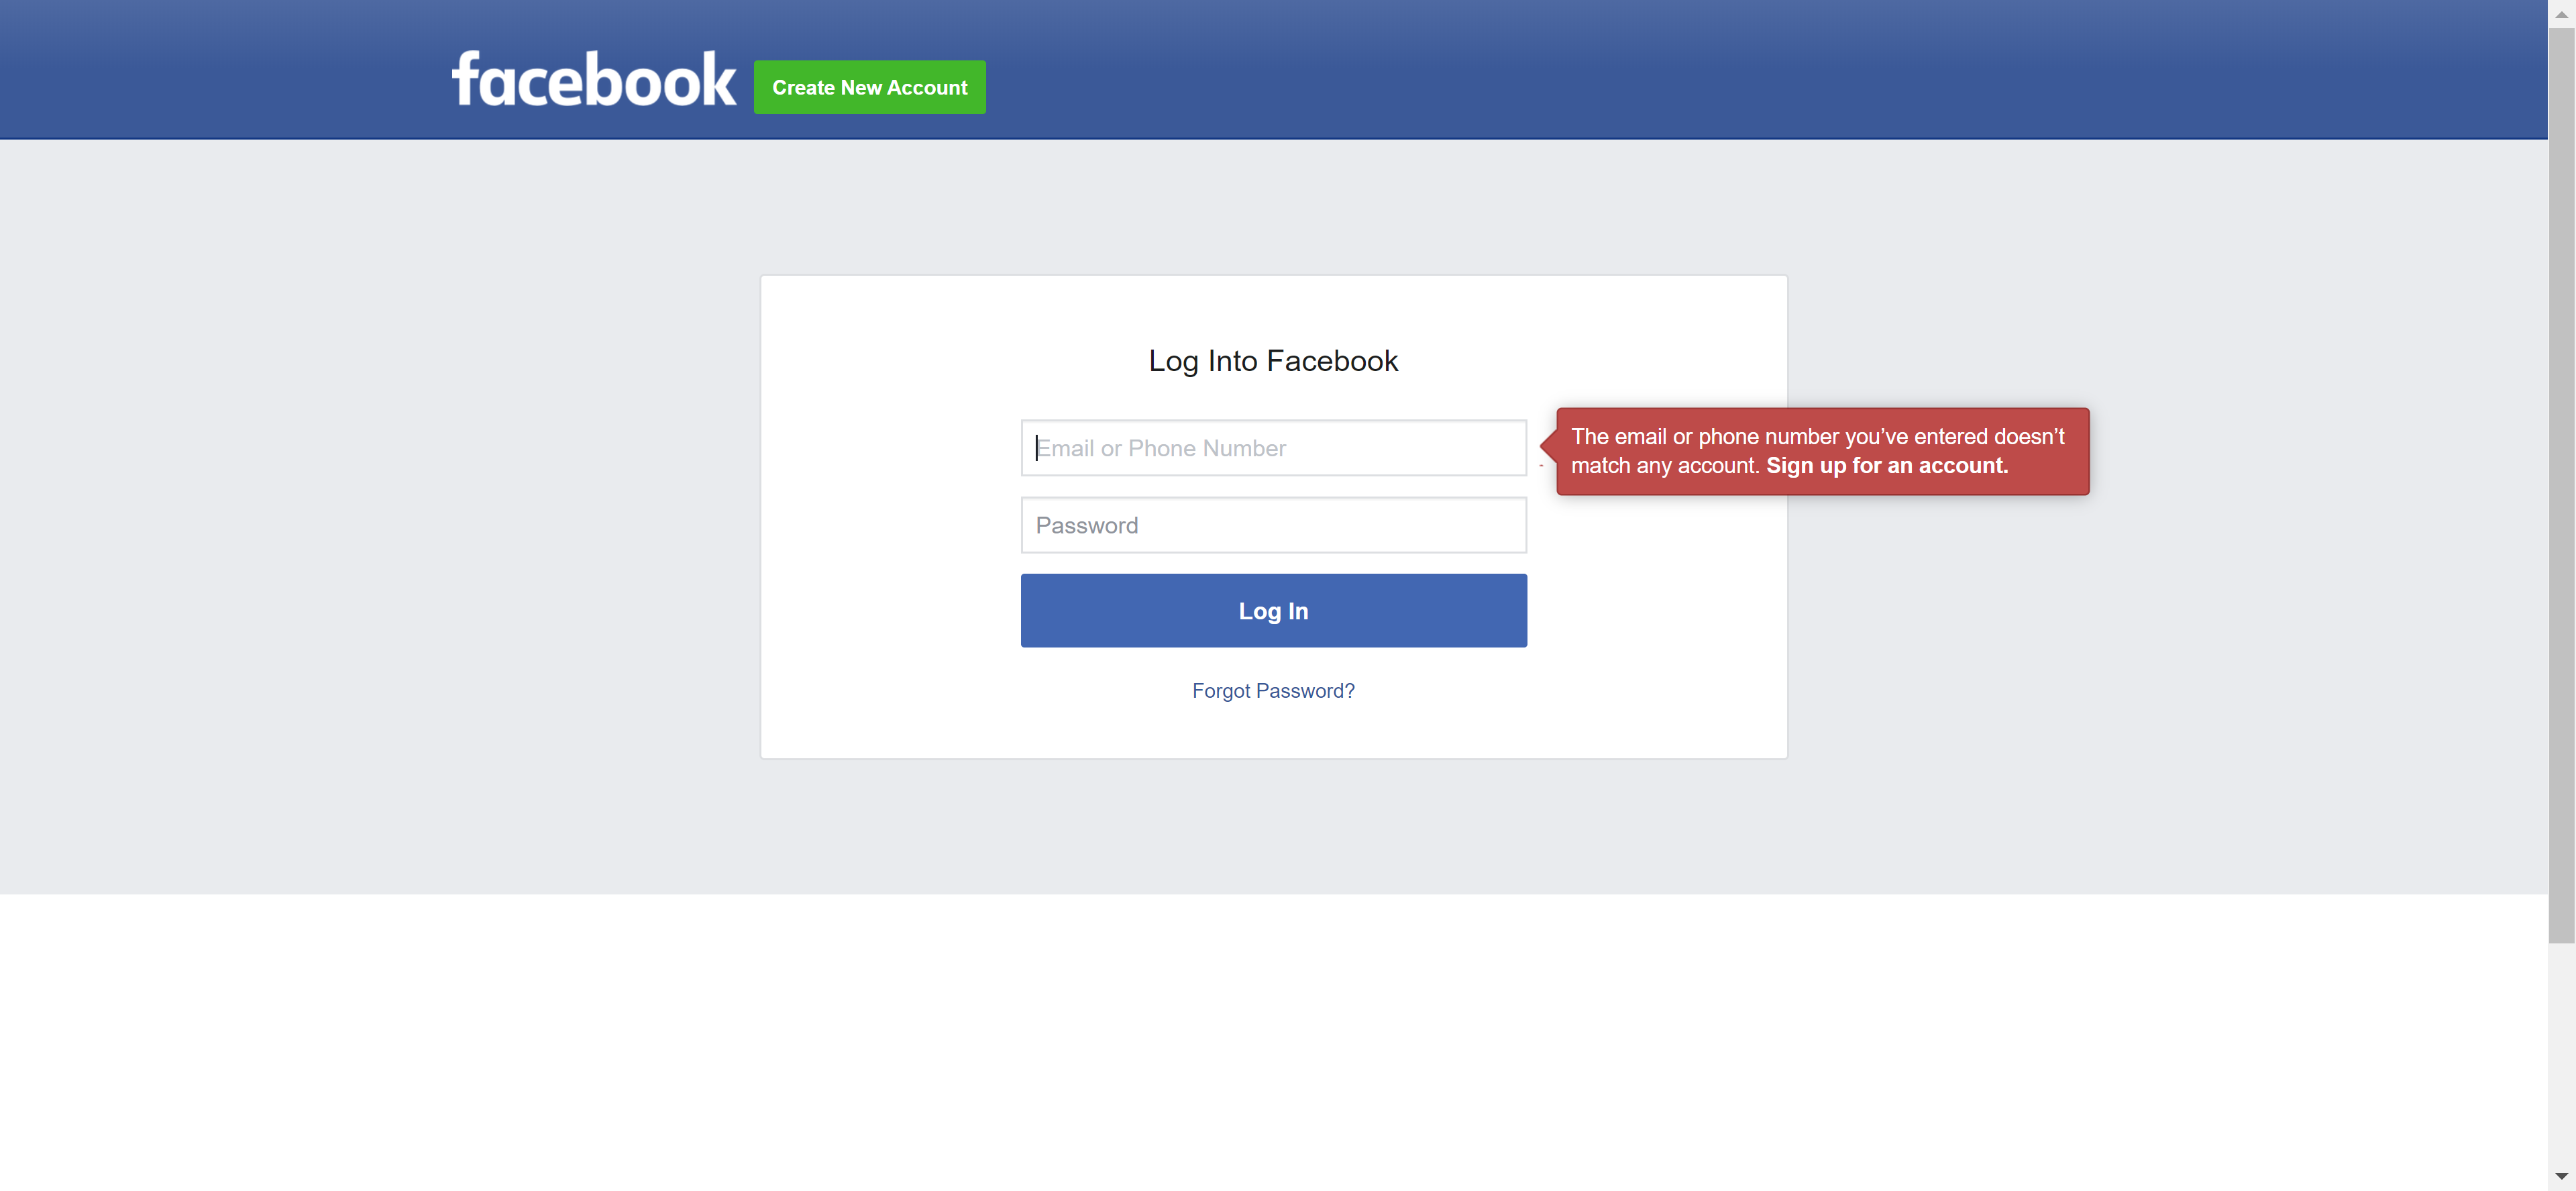 facebook
Create New Account
Log Into Facebook
Email or Phone Number
The email or phone number you’ve entered doesn’t
match any account. Sign up for an account.
Password
Log In
Forgot Password?